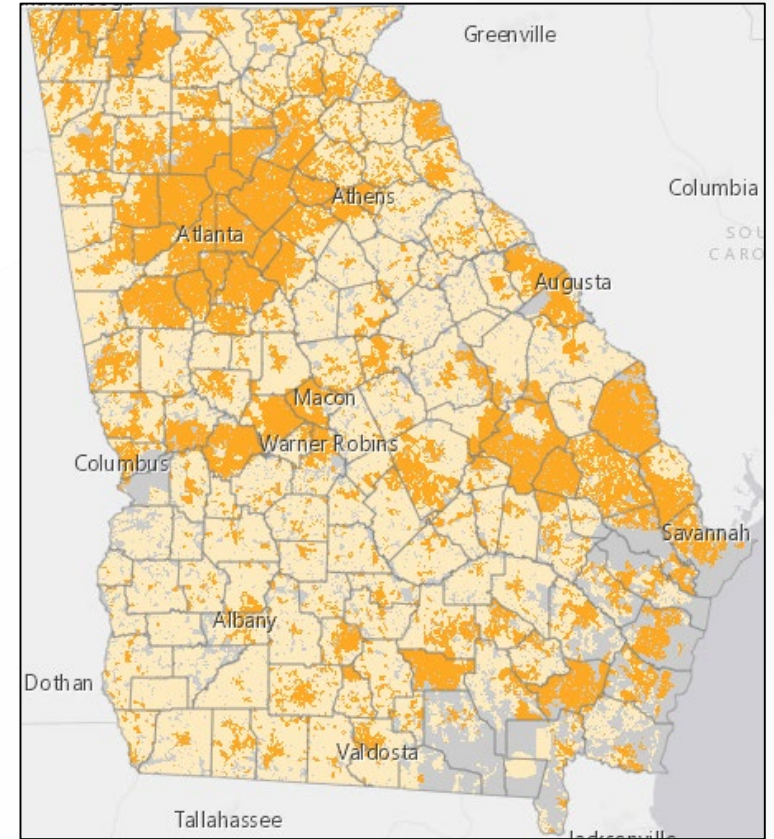 Greenville
Columbia
Athens
SOU
Atlanta
CARO
Augusta
Macon
Warner Robins
Columbus
Savannah
Albany
Dothan
Valdosta
Tallahassee